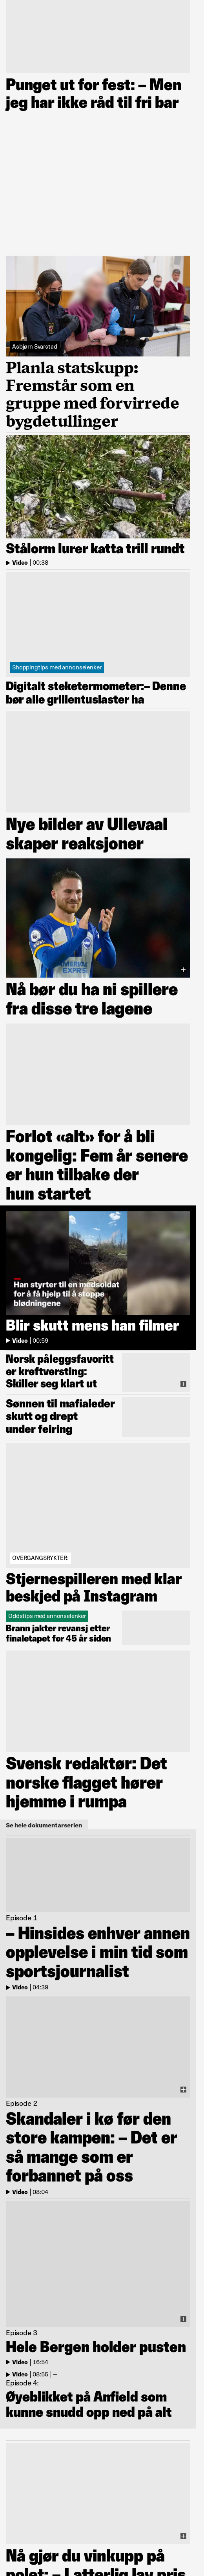 Punget ut for fest: – Men
jeg har ikke råd til fri bar
Asbjørn Svarstad
Planla statskupp:
Fremstår som en
gruppe med forvirrede
bygdetullinger
Stålorm lurer katta trill rundt
Video | 00:38
Shoppingtips med annonselenker
Digitalt steketermometer:– Denne
bør alle grillentusiaster ha
Nye bilder av Ullevaal
skaper reaksjoner
Nå bør du ha ni spillere
fra disse tre lagene
Forlot «alt» for å bli
kongelig: Fem år senere
er hun tilbake der
hun startet
Han styrter til en medsoldat
for å få hjelp til å stoppe
blødningene
Blir skutt mens han filmer
Video | 00:59
Norsk påleggsfavoritt
er kreftversting:
Skiller seg klart ut
Sønnen til mafialeder
skutt og drept
under feiring
OVERGANGSRYKTER:
Stjernespilleren med klar
beskjed på Instagram
Oddstips med annonselenker
Brann jakter revansj etter
finaletapet for 45 år siden
Svensk redaktør: Det
norske flagget hører
hjemme i rumpa
Se hele dokumentarserien
Episode 1
– Hinsides enhver annen
opplevelse i min tid som
sportsjournalist
Video | 04:39
Episode 2
Skandaler i kø før den
store kampen: – Det er
så mange som er
forbannet på oss
Video | 08:04
Episode 3
Hele Bergen holder pusten
Video | 16:54
Video | 08:55 | +
Episode 4:
Øyeblikket på Anfield som
kunne snudd opp ned på alt
Nå gjør du vinkupp på
polet: – Latterlig lav pris